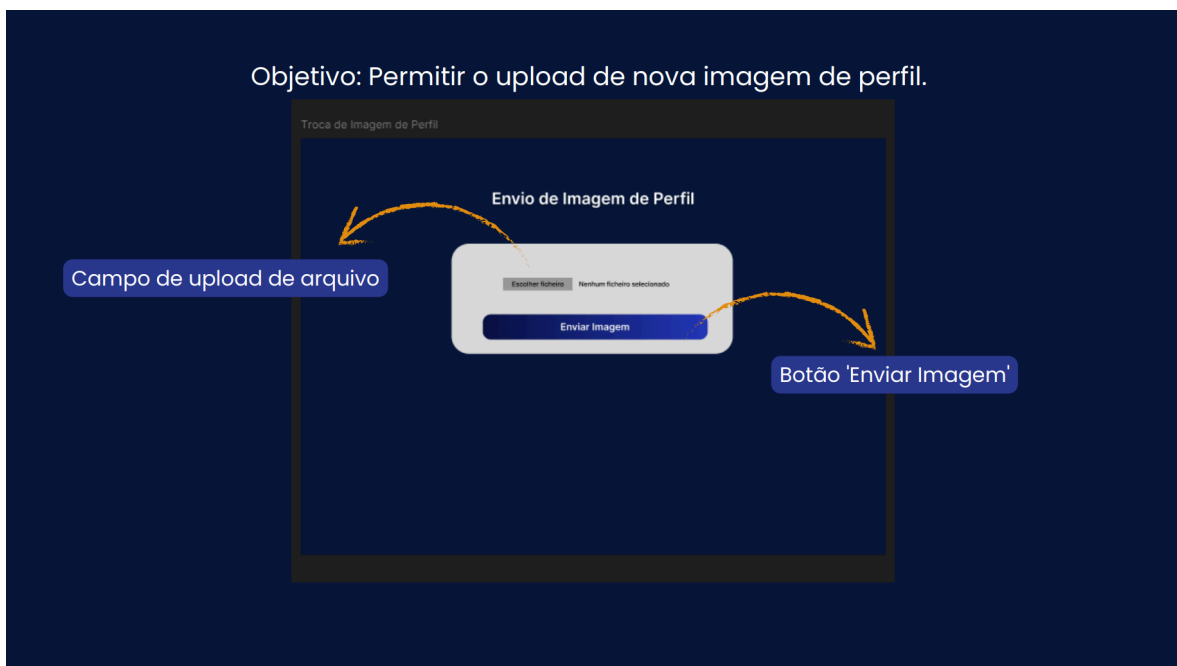 Objetivo: Permitir o upload de nova imagem de perfil.
Troca de Imagem de Perfil
Envio de Imagem de Perfil
Campo de upload de arquivo
Escolher ficheiro Nenhum ficheiro selecionado
Enviar Imagem
Botão 'Enviar Imagem'